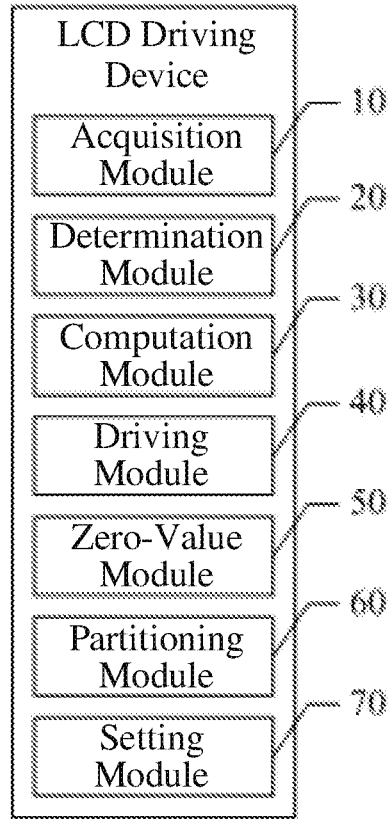 LCD Driving
Device
10
Acquisition
Module
20
Determination
Module
30
Computation
Module
40
Driving
Module
50
Zero-Value
Module
60
Partitioning
Module
70
Setting
Module